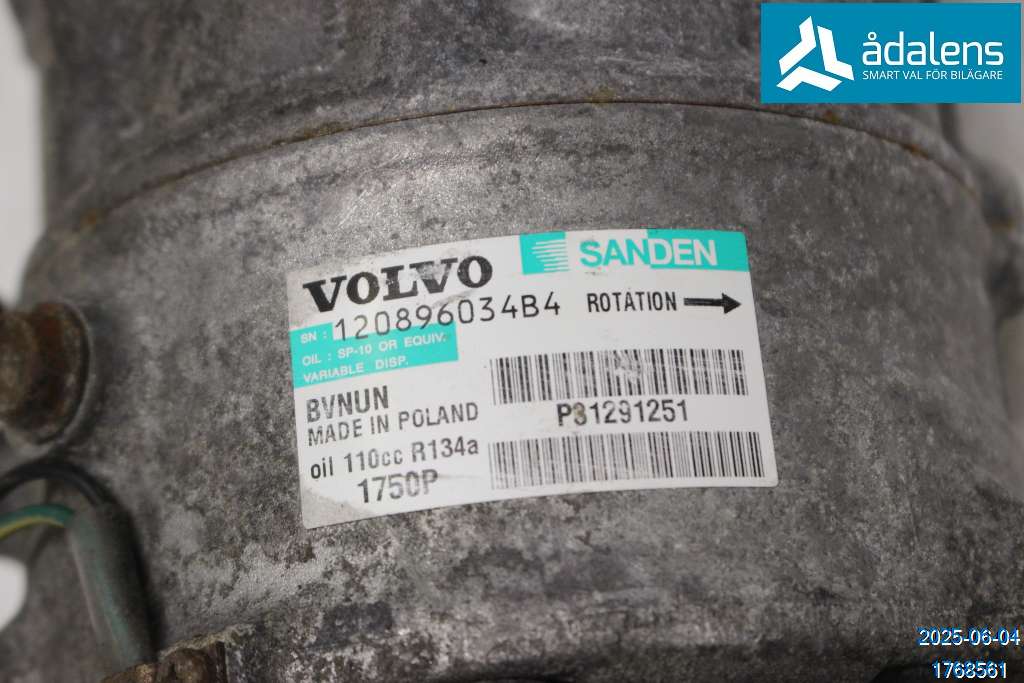 ådalens
SMART VAL FÖR BILÄGARE
VOLVO
SANDEN
SN : 120896034B4
ROTATION
OIL : SP-10 OR EQUIV.
VARIABLE DISP.
BVNUN
MADE IN POLAND
P31291251
oil 110cc R134a
1750P
2025-06-04
1768561